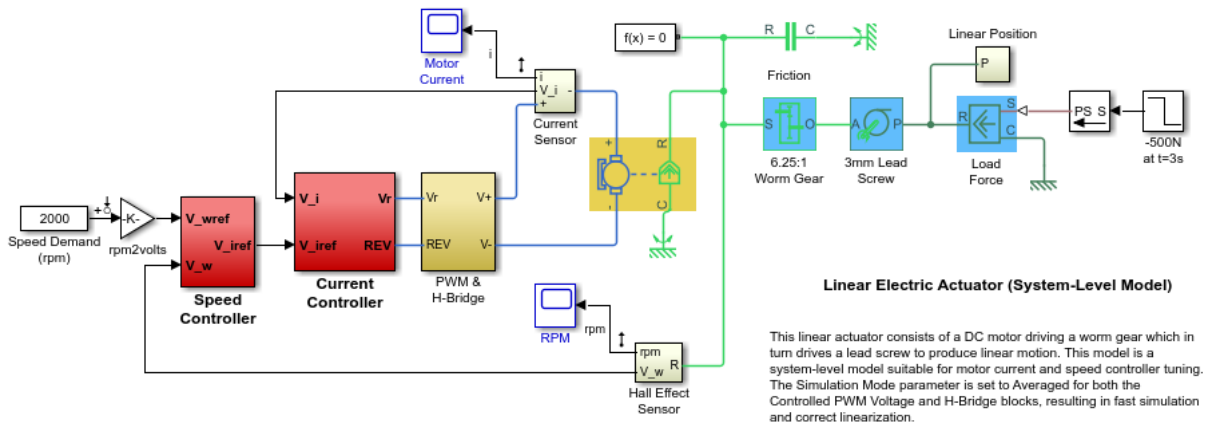 Motor
Current
i
i
V_i
+
-
Current
Sensor
f(x) = 0
R
C
Friction
Linear Position
P
S
O
6.25:1
Worm Gear
A
P
3mm Lead
Screw
R
S
C
Load
Force
PS S
-500N
at t=3s
+
-
R
C
2000
Speed Demand
(rpm)
-K-
rpm2volts
V_wref
V_iref
V_w
Speed
Controller
V_i
Vr
V_iref
REV
Current
Controller
Vr
V+
REV
V-
PWM &
H-Bridge
RPM
rpm
rpm
V_w
R
Hall Effect
Sensor
Linear Electric Actuator (System-Level Model)
This linear actuator consists of a DC motor driving a worm gear which in
turn drives a lead screw to produce linear motion. This model is a
system-level model suitable for motor current and speed controller tuning.
The Simulation Mode parameter is set to Averaged for both the
Controlled PWM Voltage and H-Bridge blocks, resulting in fast simulation
and correct linearization.